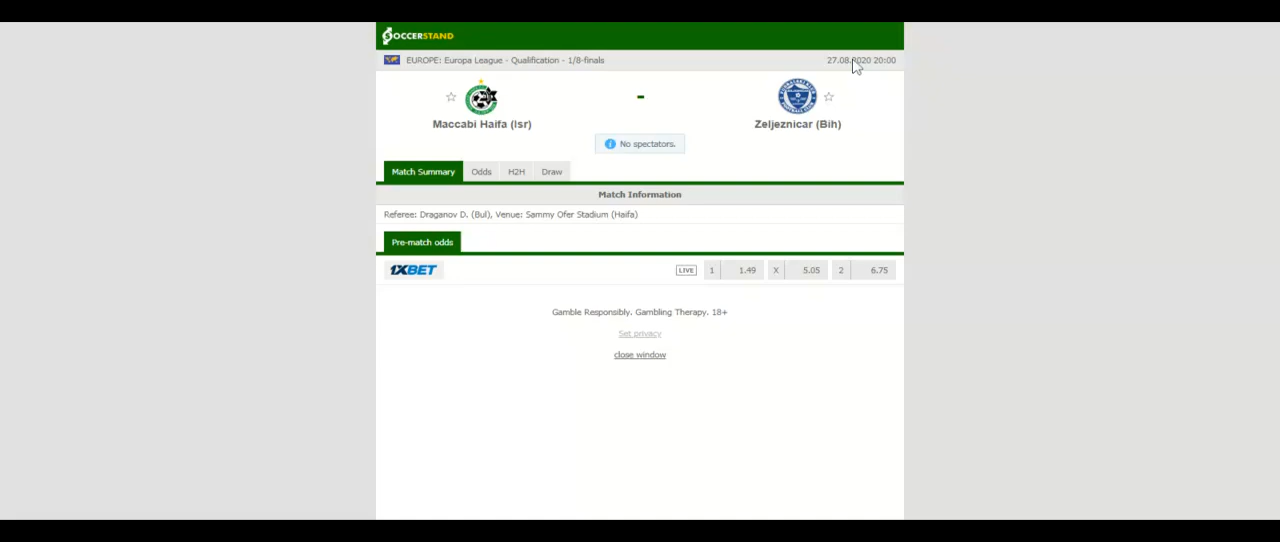 SOCCERSTAND
EUROPE: Europa League - Qualification - 1/8-finals 27.08.2020 20:00
Maccabi Haifa (Isr) - Zeljeznicar (Bih)
No spectators.
Match Summary Odds H2H Draw
Match Information
Referee: Draganov D. (Bul), Venue: Sammy Ofer Stadium (Haifa)
Pre-match odds
1XBET LIVE 1 1.49 X 5.05 2 6.75
Gamble Responsibly. Gambling Therapy. 18+
Set privacy
close window